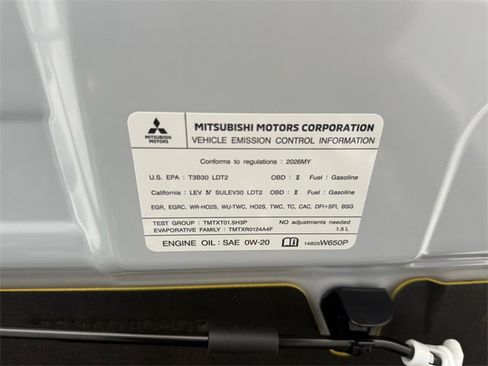 MITSUBISHI MOTORS
MITSUBISHI MOTORS CORPORATION
VEHICLE EMISSION CONTROL INFORMATION
Conforms to regulations : 2026MY
U.S. EPA : T3B30 LDT2 OBD : II Fuel : Gasoline
California : LEV IV SULEV30 LDT2 OBD : II Fuel : Gasoline
EGR, EGRC, WR-HO2S, WU-TWC, HO2S, TWC, TC, CAC, DFI+SFI, BSG
TEST GROUP : TMTXT01.5H3P NO adjustments needed
EVAPORATIVE FAMILY : TMTXR0124A4F 1.5 L
ENGINE OIL : SAE 0W-20 14805W650P